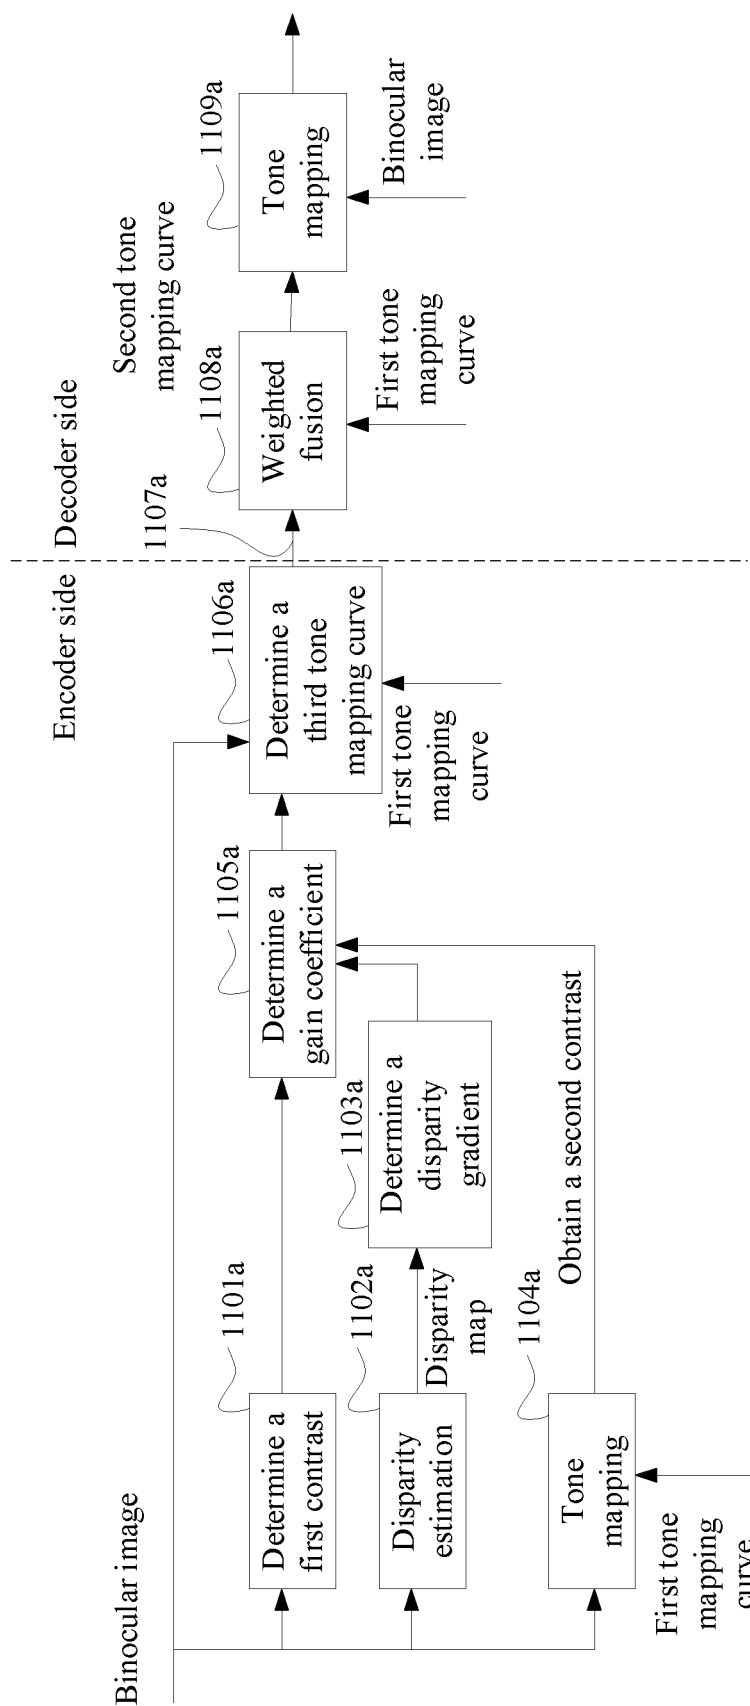 Binocular image
Encoder side
Decoder side
1101a
Determine a
first contrast
1102a
Disparity
estimation
Disparity
map
1103a
Determine a
disparity
gradient
1104a
Tone
mapping
First tone
mapping
curve
Obtain a second contrast
1105a
Determine a
gain coefficient
1106a
Determine a
third tone
mapping curve
First tone
mapping
curve
1107a
1108a
Weighted
fusion
First tone
mapping
curve
Second tone
mapping curve
1109a
Tone
mapping
Binocular
image